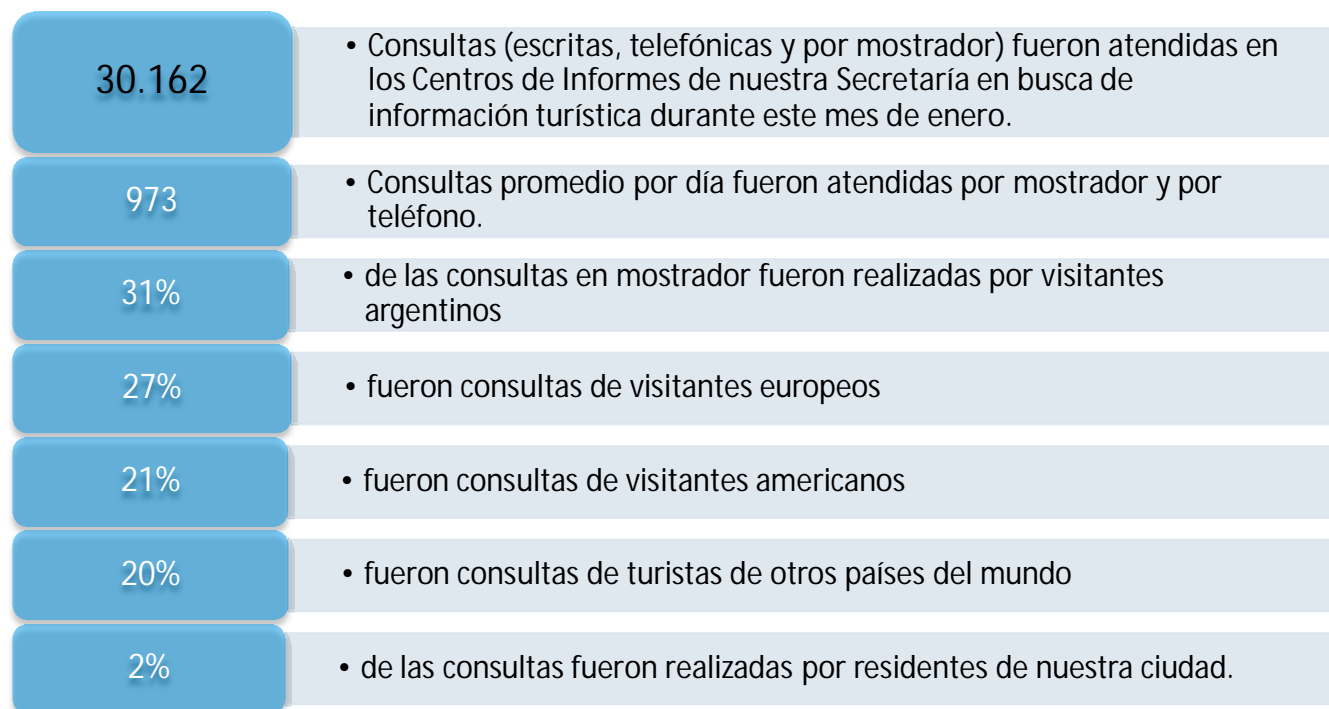 30.162
• Consultas (escritas, telefónicas y por mostrador) fueron atendidas en
los Centros de Informes de nuestra Secretaría en busca de
información turística durante este mes de enero.
973
• Consultas promedio por día fueron atendidas por mostrador y por
teléfono.
31%
• de las consultas en mostrador fueron realizadas por visitantes
argentinos
27%
• fueron consultas de visitantes europeos
21%
• fueron consultas de visitantes americanos
20%
• fueron consultas de turistas de otros países del mundo
2%
• de las consultas fueron realizadas por residentes de nuestra ciudad.